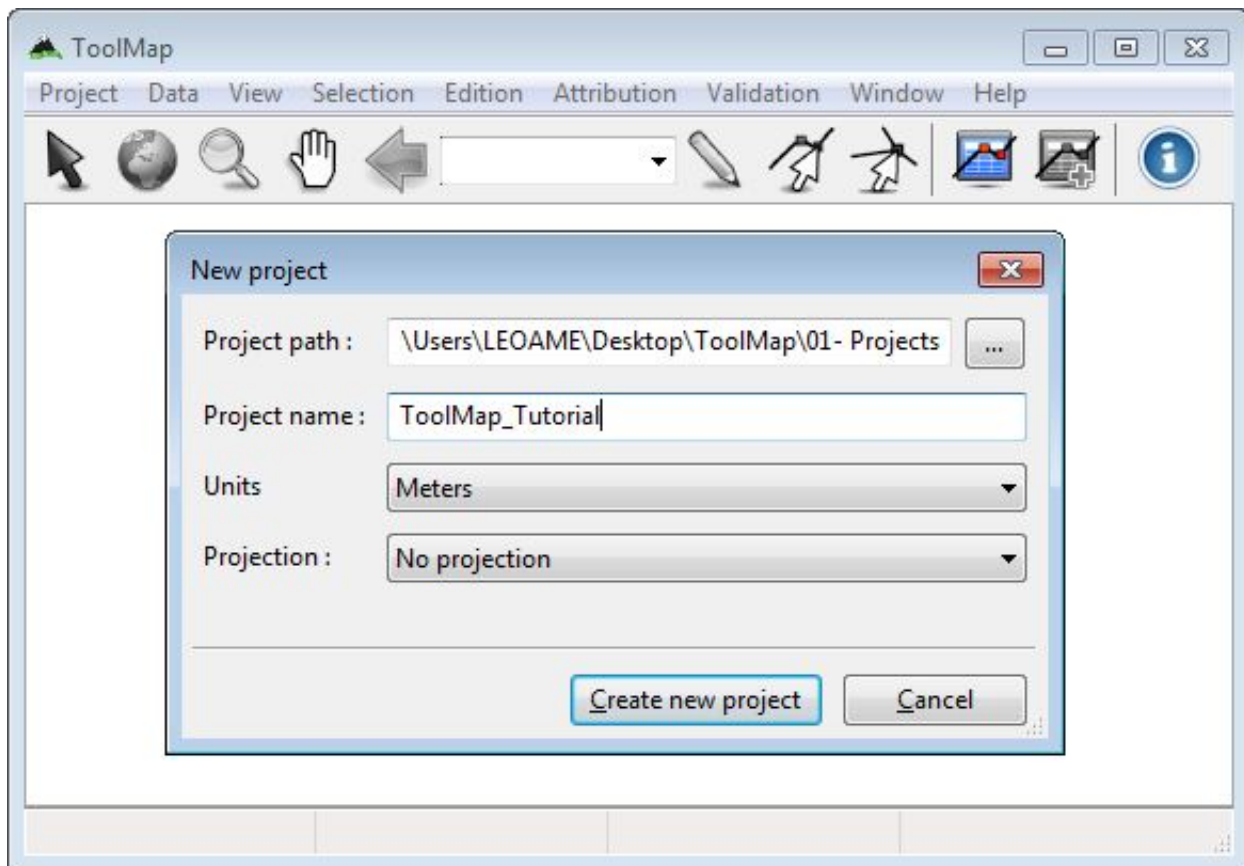 ToolMap
Project Data View Selection Edition Attribution Validation Window Help
New project
Project path : \Users\LEOAME\Desktop\ToolMap\01- Projects ...
Project name : ToolMap_Tutorial
Units Meters
Projection : No projection
Create new project Cancel